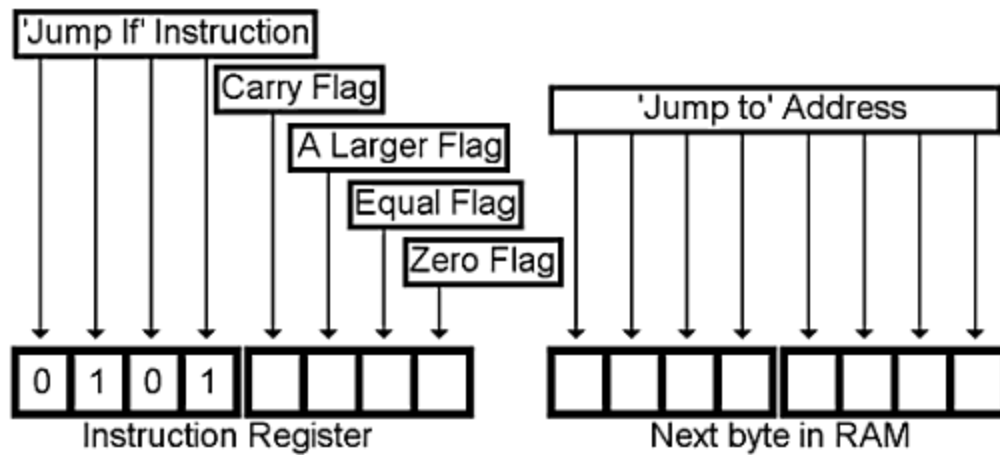 'Jump If' Instruction
Carry Flag
'Jump to' Address
A Larger Flag
Equal Flag
Zero Flag
0 1 0 1
Instruction Register
Next byte in RAM